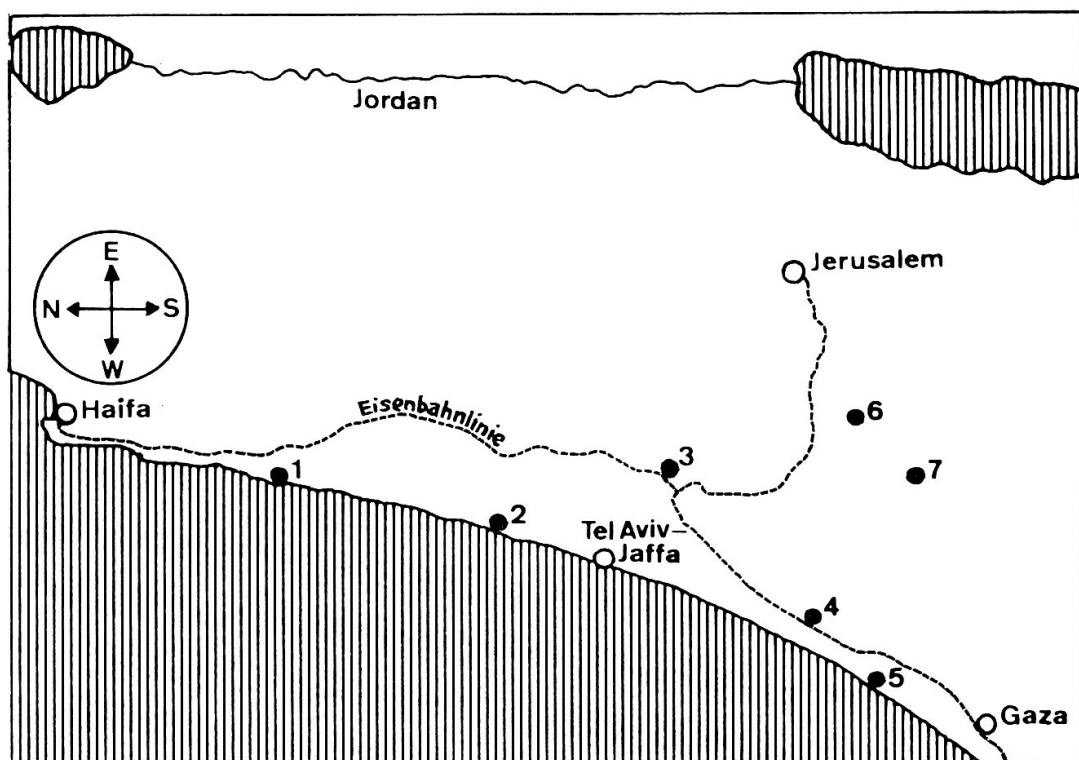 Jordan
Jerusalem
E
N S
W
Haifa
Eisenbahnlinie
6
3
1
7
2
Tel Aviv–
Jaffa
4
5
Gaza